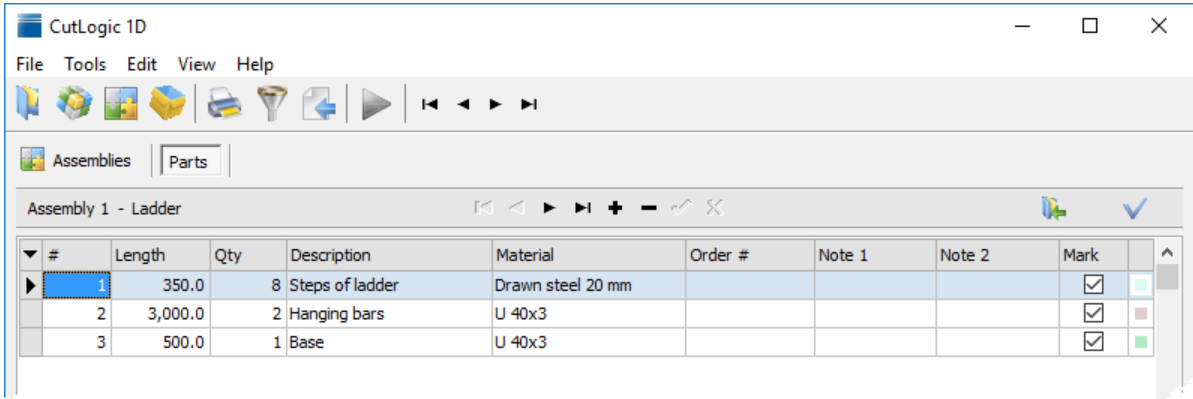 CutLogic 1D
File Tools Edit View Help
Assemblies Parts
Assembly 1 - Ladder
# Length Qty Description Material Order # Note 1 Note 2 Mark
1 350.0 8 Steps of ladder Drawn steel 20 mm
2 3,000.0 2 Hanging bars U 40x3
3 500.0 1 Base U 40x3